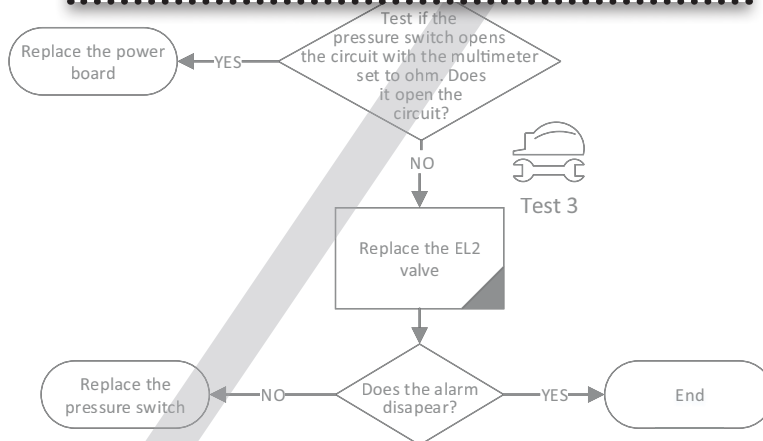 Test if the
pressure switch opens
the circuit with the multimeter
set to ohm. Does
it open the
circuit?
Replace the power
board
YES
NO
Test 3
Replace the EL2
valve
Replace the
pressure switch
NO
Does the alarm
disapear?
YES
End